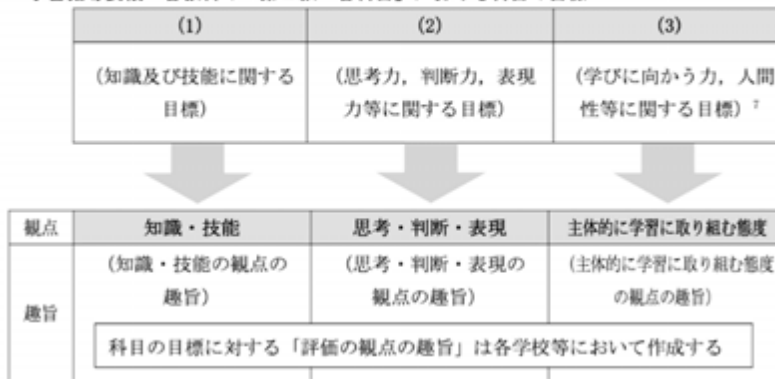 (1) (2) (3)
(知識及び技能に関する (思考力，判断力，表現 (学びに向かう力，人間
目標) 力等に関する目標) 性等に関する目標) 7
観点 知識・技能 思考・判断・表現 主体的に学習に取り組む態度
(知識・技能の観点の (思考・判断・表現の (主体的に学習に取り組む態度
趣旨) 観点の趣旨) の観点の趣旨)
趣旨
科目の目標に対する「評価の観点の趣旨」は各学校等において作成する